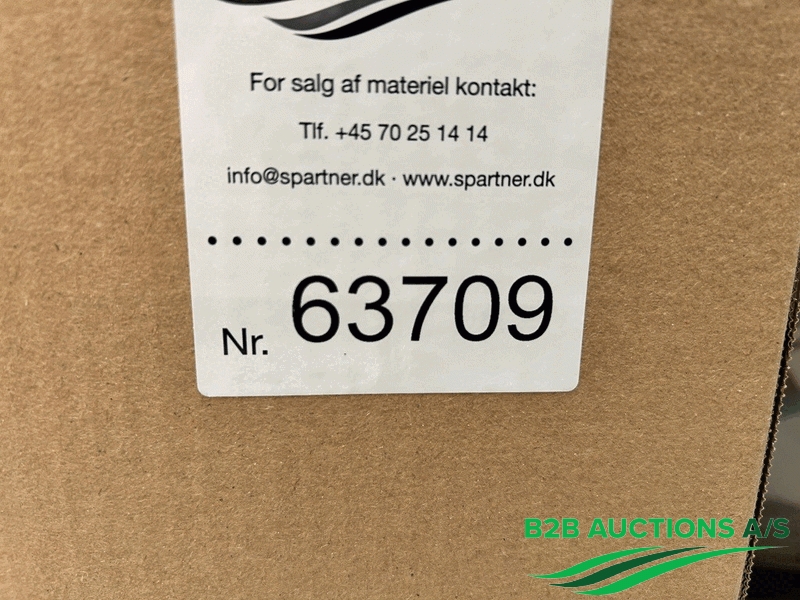 For salg af materiel kontakt:
Tlf. +45 70 25 14 14
info@spartner.dk · www.spartner.dk
Nr. 63709
B2B AUCTIONS A/S